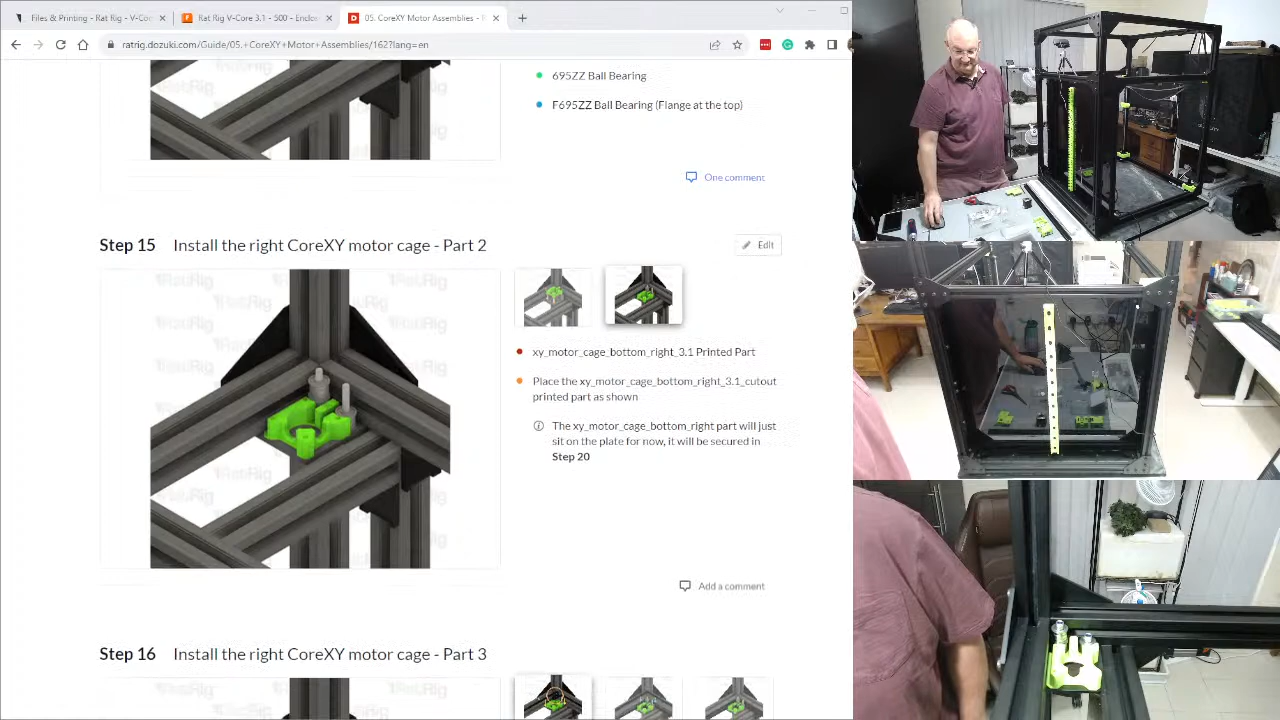 Files & Printing - Rat Rig - V-Co
Rat Rig V-Core 3.1 - 500 - Enclos
05. CoreXY Motor Assemblies - R
ratrig.dozuki.com/Guide/05.+CoreXY+Motor+Assemblies/162?lang=en
695ZZ Ball Bearing
F695ZZ Ball Bearing (Flange at the top)
One comment
Step 15 Install the right CoreXY motor cage - Part 2
Edit
xy_motor_cage_bottom_right_3.1 Printed Part
Place the xy_motor_cage_bottom_right_3.1_cutout
printed part as shown
The xy_motor_cage_bottom_right part will just
sit on the plate for now, it will be secured in
Step 20
Add a comment
Step 16 Install the right CoreXY motor cage - Part 3